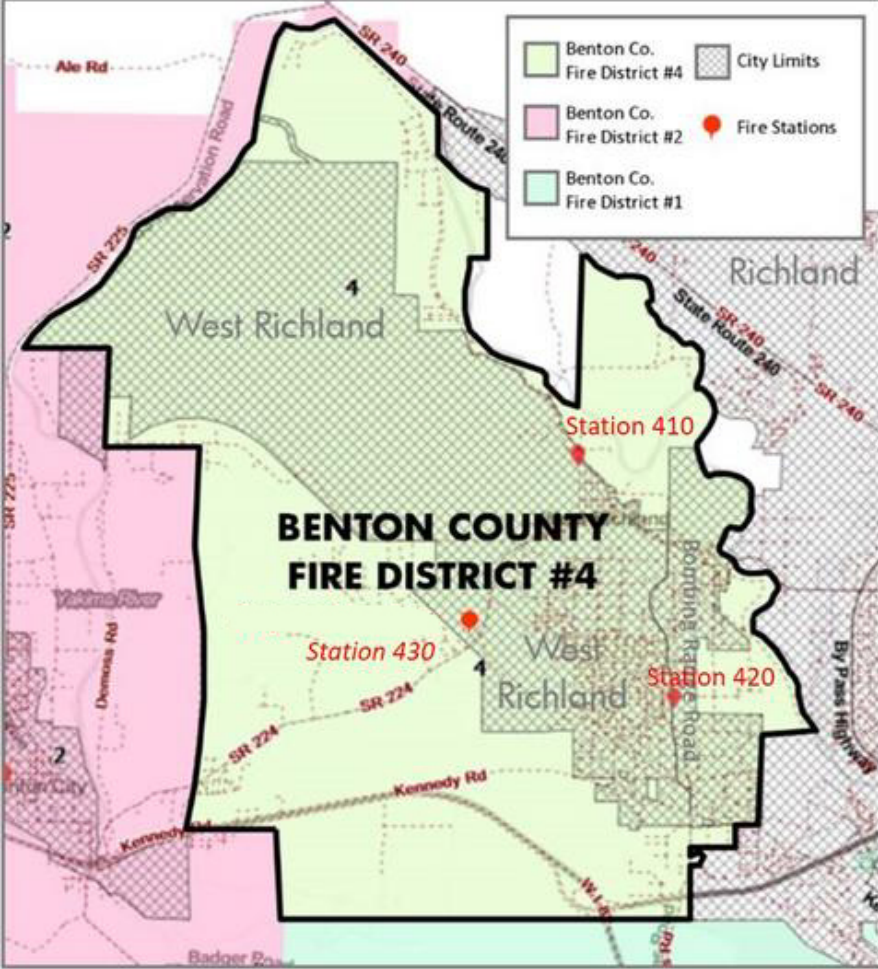 Ale Rd
SR 240
State Route 240
Benton Co.
Fire District #4
City Limits
Benton Co.
Fire District #2
Fire Stations
Benton Co.
Fire District #1
2
SR 225
4
West Richland
240
Richland
SR 240
State Route 240
SR 240
Station 410
SR 225
BENTON COUNTY
FIRE DISTRICT #4
Yakima River
Demoss Rd
Station 430
4
West
Richland
Bombing Range Road
Station 420
By Pass Highway
SR 224
SR 224
2
Kennedy Rd
Kennedy Rd
Badger